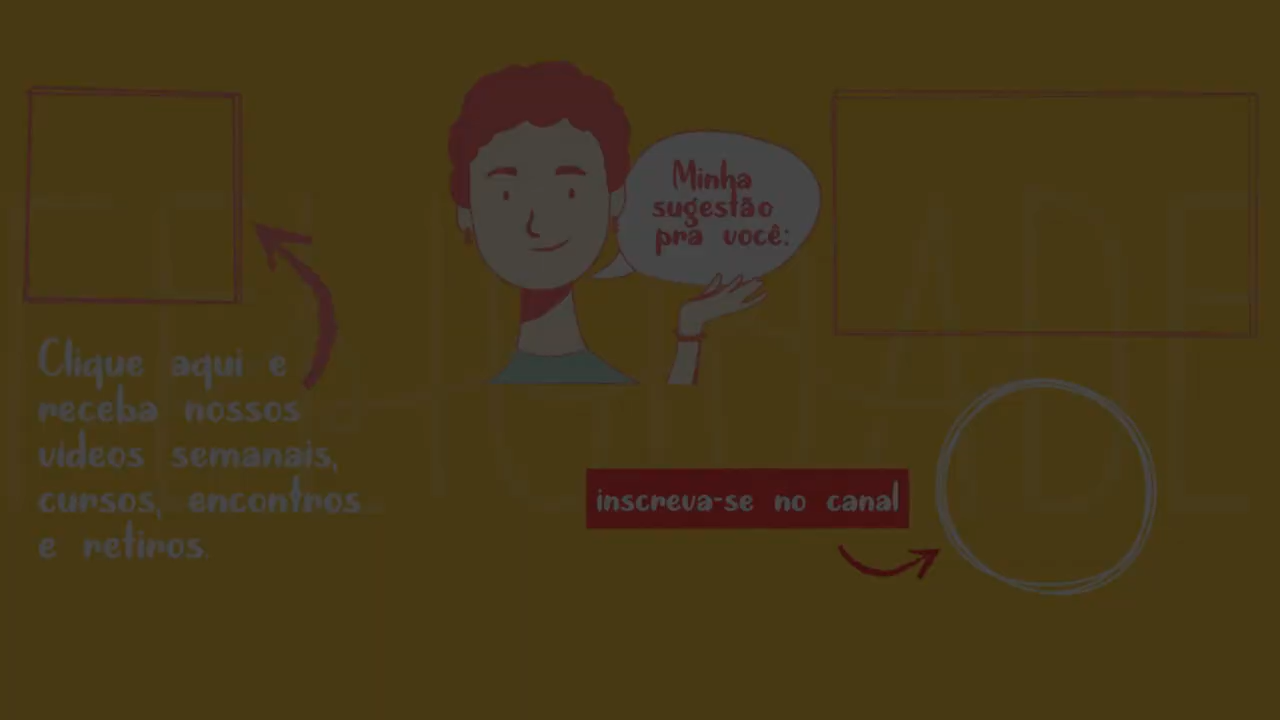 Minha
sugestão
pra você:
Clique aqui e
receba nossos
vídeos semanais,
cursos, encontros
e retiros.
inscreva-se no canal